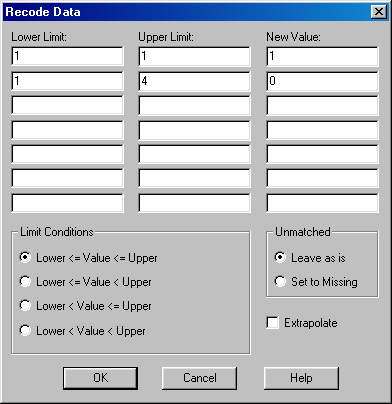 Recode Data
Lower Limit: Upper Limit: New Value:
1 1 1
1 4 0
Limit Conditions Unmatched
Lower <= Value <= Upper Leave as is
Lower <= Value < Upper Set to Missing
Lower < Value <= Upper
Extrapolate
Lower < Value < Upper
OK Cancel Help